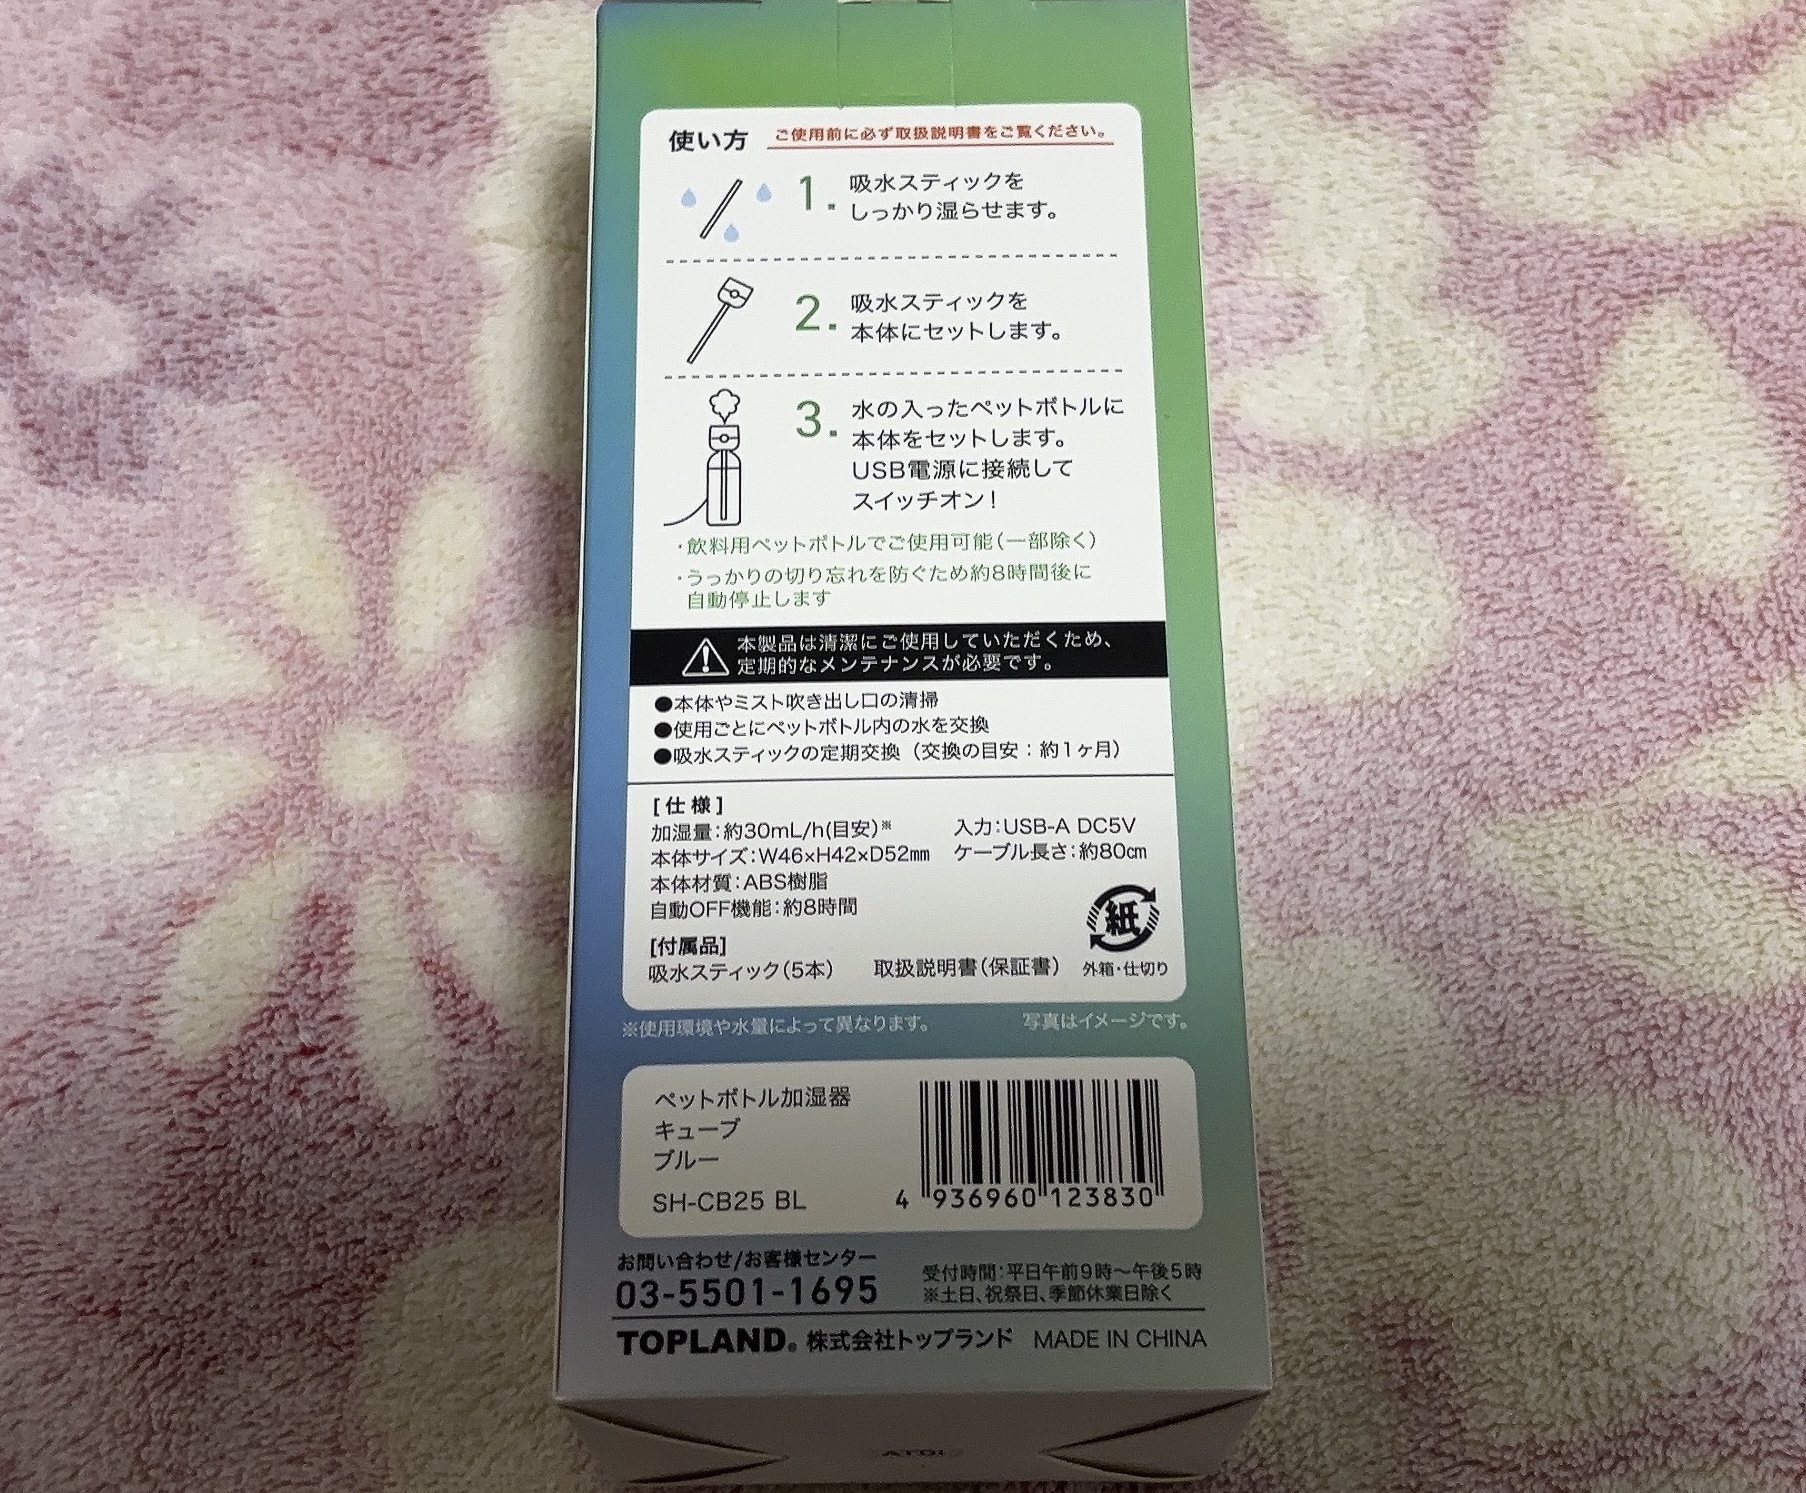 使い方 ご使用前に必ず取扱説明書をご覧ください。
1. 吸水スティックを
しっかり湿らせます。
2. 吸水スティックを
本体にセットします。
3. 水の入ったペットボトルに
本体をセットします。
USB電源に接続して
スイッチオン!
・飲料用ペットボトルでご使用可能(一部除く)
・うっかりの切り忘れを防ぐため約8時間後に
自動停止します
本製品は清潔にご使用していただくため、
定期的なメンテナンスが必要です。
●本体やミスト吹き出し口の清掃
●使用ごとにペットボトル内の水を交換
●吸水スティックの定期交換(交換の目安:約1ヶ月)
[仕様]
加湿量:約30mL/h(目安)※ 入力:USB-A DC5V
本体サイズ:W46×H42×D52㎜ ケーブル長さ:約80㎝
本体材質:ABS樹脂
自動OFF機能:約8時間
[付属品]
吸水スティック(5本) 取扱説明書(保証書)
紙
外箱・仕切り
※使用環境や水量によって異なります。 写真はイメージです。
ペットボトル加湿器
キューブ
ブルー
SH-CB25 BL
4 936960 123830
お問い合わせ/お客様センター
03-5501-1695
受付時間:平日午前9時〜午後5時
※土日、祝祭日、季節休業日除く
TOPLAND® 株式会社トップランド MADE IN CHINA